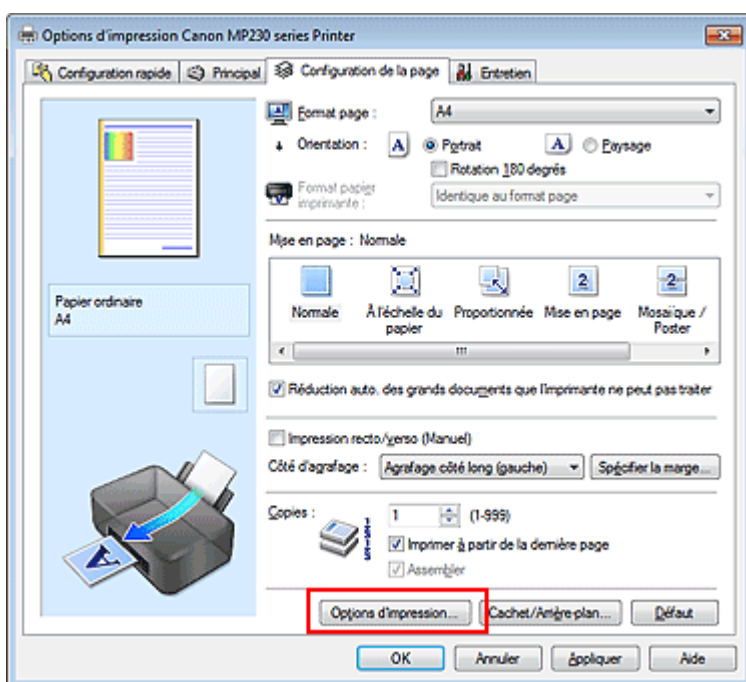 Options d'impression Canon MP230 series Printer
Configuration rapide Principal Configuration de la page Entretien
Format page : A4
Orientation : A Portrait A Paysage
Rotation 180 degrés
Format papier imprimante : Identique au format page
Mise en page : Normale
Normale À l'échelle du papier Proportionnée Mise en page Mosaïque / Poster
Papier ordinaire
A4
Réduction auto. des grands documents que l'imprimante ne peut pas traiter
Impression recto/verso (Manuel)
Côté d'agrafage : Agrafage côté long (gauche) Spécifier la marge...
Copies : 1 (1-999)
Imprimer à partir de la dernière page
Assembler
Options d'impression... Cachet/Arrière-plan... Défaut
OK Annuler Appliquer Aide